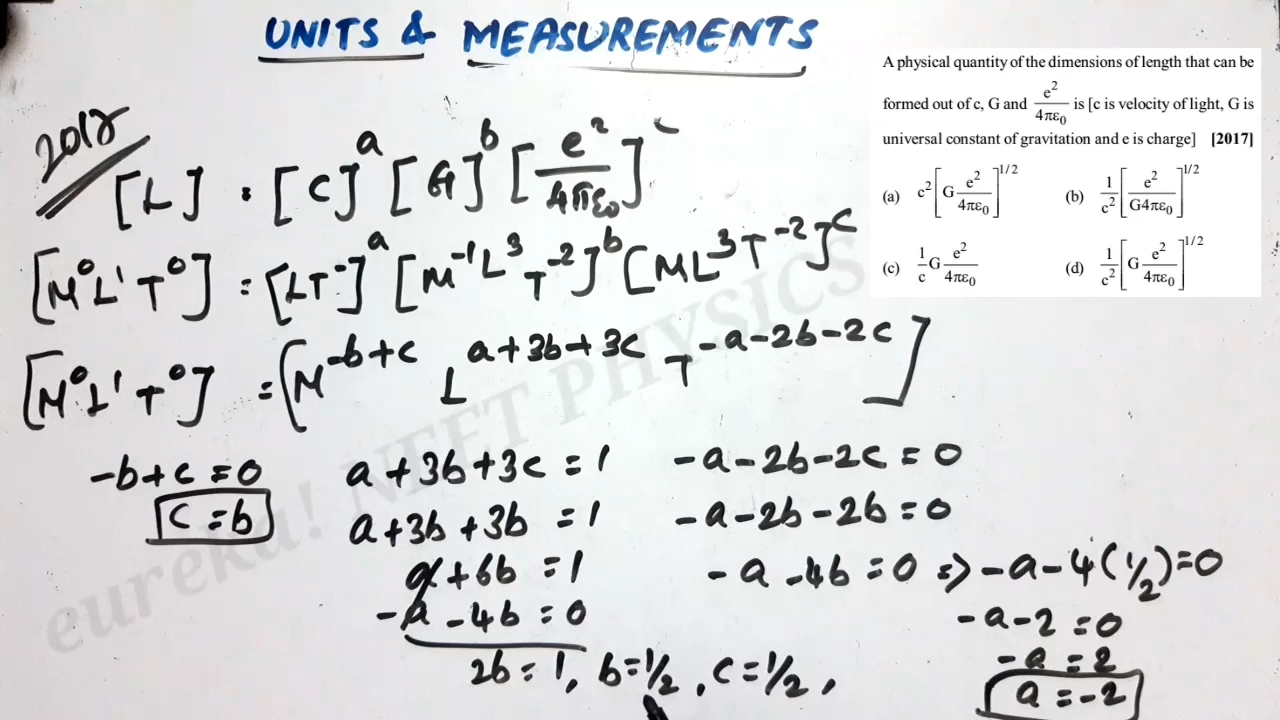 UNITS & MEASUREMENTS
A physical quantity of the dimensions of length that can be
formed out of c, G and e²/4πε₀ is [c is velocity of light, G is
universal constant of gravitation and e is charge] [2017]
(a) c² [G e²/4πε₀]^1/2 (b) 1/c² [e²/G4πε₀]^1/2
(c) 1/c G e²/4πε₀ (d) 1/c² [G e²/4πε₀]^1/2
[L] = [C]^a [G]^b [e²/4πε₀]^c
[M⁰L¹T⁰] = [LT⁻]^a [M⁻¹L³T⁻²]^b [ML³T⁻²]^c
[M⁰L¹T⁰] = [M^-b+c L^a+3b+3c T^-a-2b-2c]
-b+c=0 a+3b+3c=1 -a-2b-2c=0
c=b a+3b+3b=1 -a-2b-2b=0
a+6b=1 -a-4b=0 => -a-4(1/2)=0
-a-4b=0 -a-2=0
2b=1, b=1/2, c=1/2, -a=2
a=-2
eureka! NEET PHYSICS